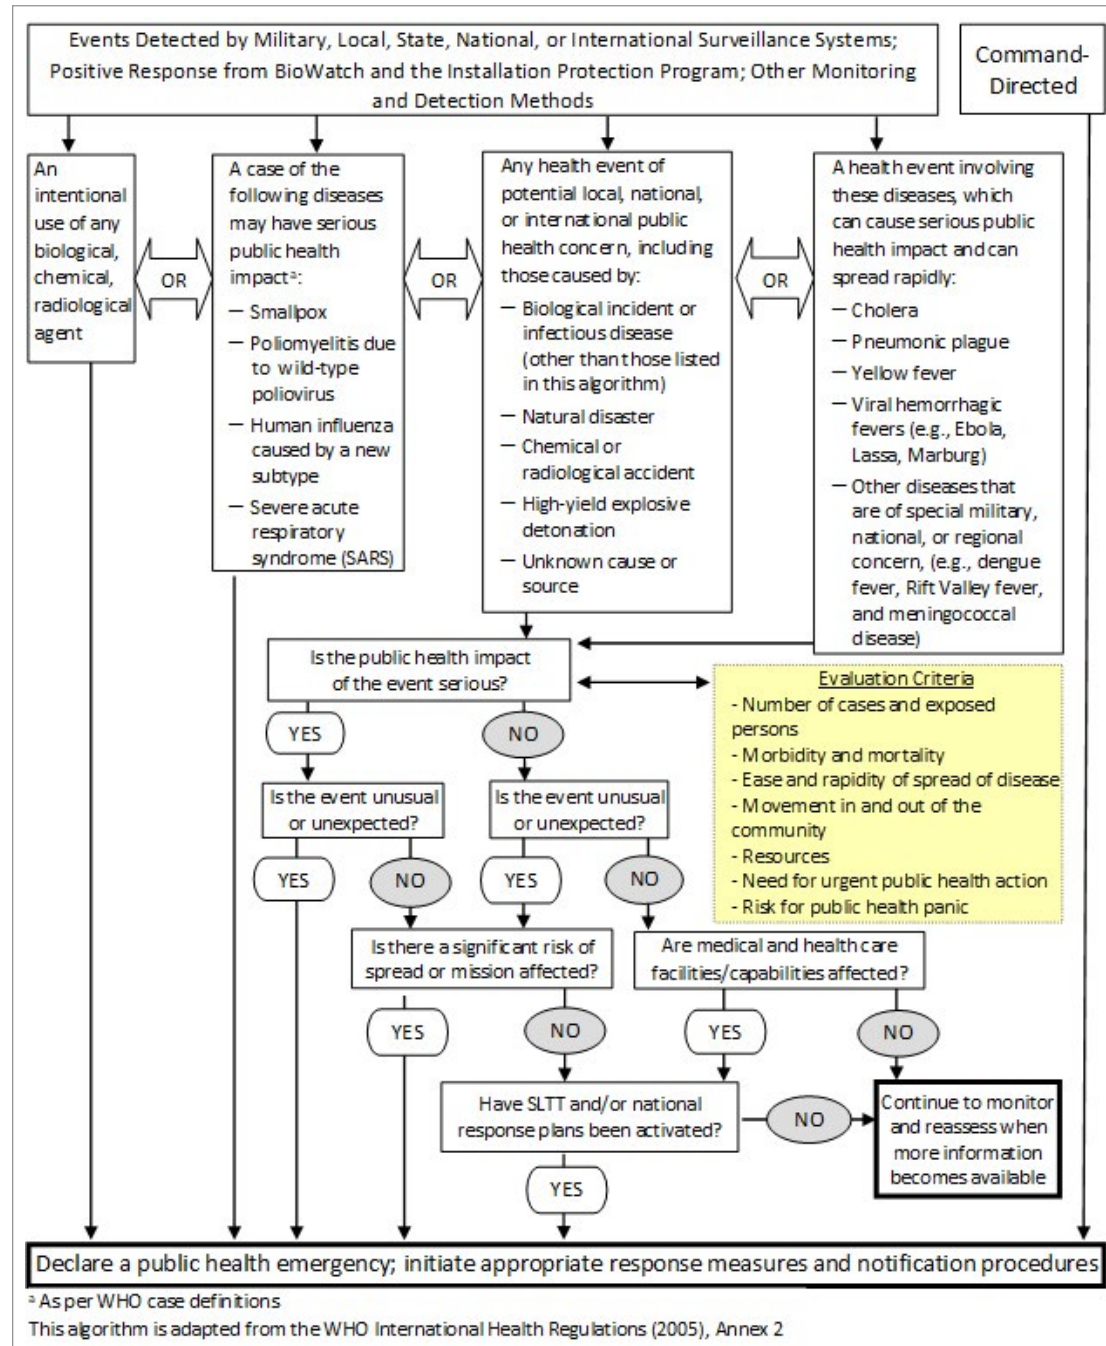 Events Detected by Military, Local, State, National, or International Surveillance Systems;
Positive Response from BioWatch and the Installation Protection Program; Other Monitoring
and Detection Methods
Command-
Directed
An
intentional
use of any
biological,
chemical,
radiological
agent
OR
A case of the
following diseases
may have serious
public health
impactᵃ:
— Smallpox
— Poliomyelitis due
to wild-type
poliovirus
— Human influenza
caused by a new
subtype
— Severe acute
respiratory
syndrome (SARS)
OR
Any health event of
potential local, national,
or international public
health concern, including
those caused by:
— Biological incident or
infectious disease
(other than those listed
in this algorithm)
— Natural disaster
— Chemical or
radiological accident
— High-yield explosive
detonation
— Unknown cause or
source
OR
A health event involving
these diseases, which
can cause serious public
health impact and can
spread rapidly:
— Cholera
— Pneumonic plague
— Yellow fever
— Viral hemorrhagic
fevers (e.g., Ebola,
Lassa, Marburg)
— Other diseases that
are of special military,
national, or regional
concern, (e.g., dengue
fever, Rift Valley fever,
and meningococcal
disease)
Is the public health impact
of the event serious?
Evaluation Criteria
- Number of cases and exposed
persons
- Morbidity and mortality
- Ease and rapidity of spread of disease
- Movement in and out of the
community
- Resources
- Need for urgent public health action
- Risk for public health panic
YES
NO
Is the event unusual
or unexpected?
Is the event unusual
or unexpected?
YES
NO
YES
NO
Is there a significant risk of
spread or mission affected?
Are medical and health care
facilities/capabilities affected?
YES
NO
YES
NO
Have SLTT and/or national
response plans been activated?
NO
Continue to monitor
and reassess when
more information
becomes available
YES
Declare a public health emergency; initiate appropriate response measures and notification procedures
ᵃ As per WHO case definitions
This algorithm is adapted from the WHO International Health Regulations (2005), Annex 2